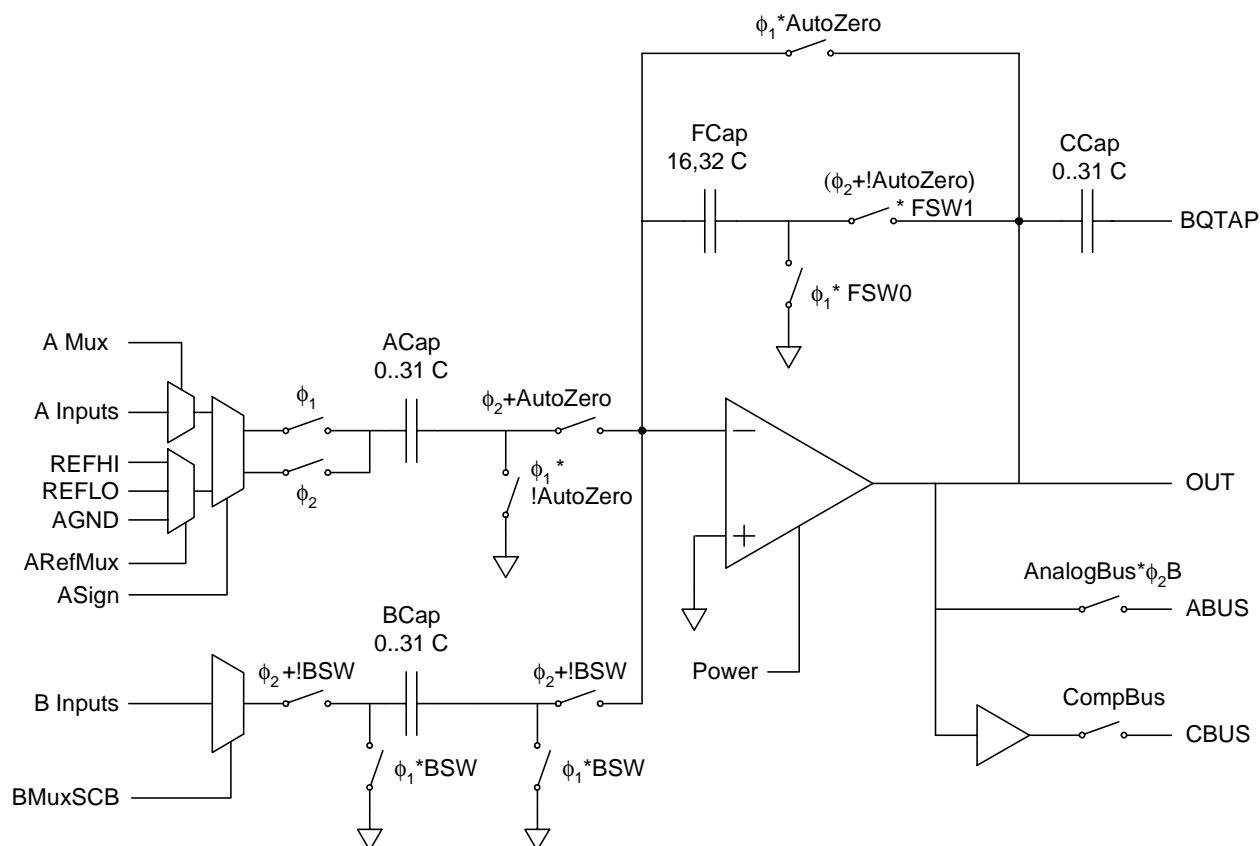 ϕ1*AutoZero
FCap
16,32 C
CCap
0..31 C
(ϕ2+!AutoZero)
* FSW1
BQTAP
ϕ1* FSW0
A Mux
ACap
0..31 C
A Inputs
ϕ1
ϕ2+AutoZero
REFHI
REFLO
AGND
ϕ2
ϕ1*
!AutoZero
OUT
ARefMux
ASign
AnalogBus*ϕ2B
ABUS
BCap
0..31 C
Power
B Inputs
ϕ2+!BSW
ϕ2+!BSW
CompBus
CBUS
ϕ1*BSW
ϕ1*BSW
BMuxSCB